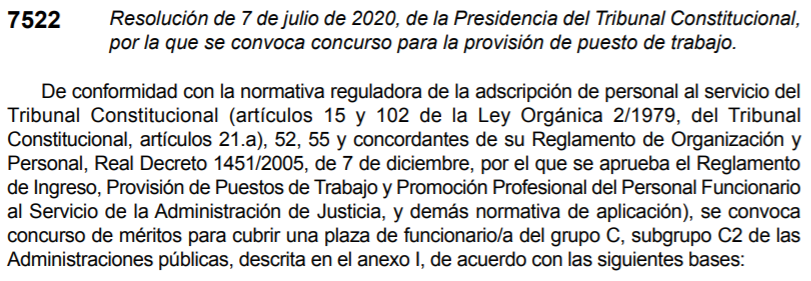 7522 Resolución de 7 de julio de 2020, de la Presidencia del Tribunal Constitucional,
por la que se convoca concurso para la provisión de puesto de trabajo.
De conformidad con la normativa reguladora de la adscripción de personal al servicio del
Tribunal Constitucional (artículos 15 y 102 de la Ley Orgánica 2/1979, del Tribunal
Constitucional, artículos 21.a), 52, 55 y concordantes de su Reglamento de Organización y
Personal, Real Decreto 1451/2005, de 7 de diciembre, por el que se aprueba el Reglamento
de Ingreso, Provisión de Puestos de Trabajo y Promoción Profesional del Personal Funcionario
al Servicio de la Administración de Justicia, y demás normativa de aplicación), se convoca
concurso de méritos para cubrir una plaza de funcionario/a del grupo C, subgrupo C2 de las
Administraciones públicas, descrita en el anexo I, de acuerdo con las siguientes bases: